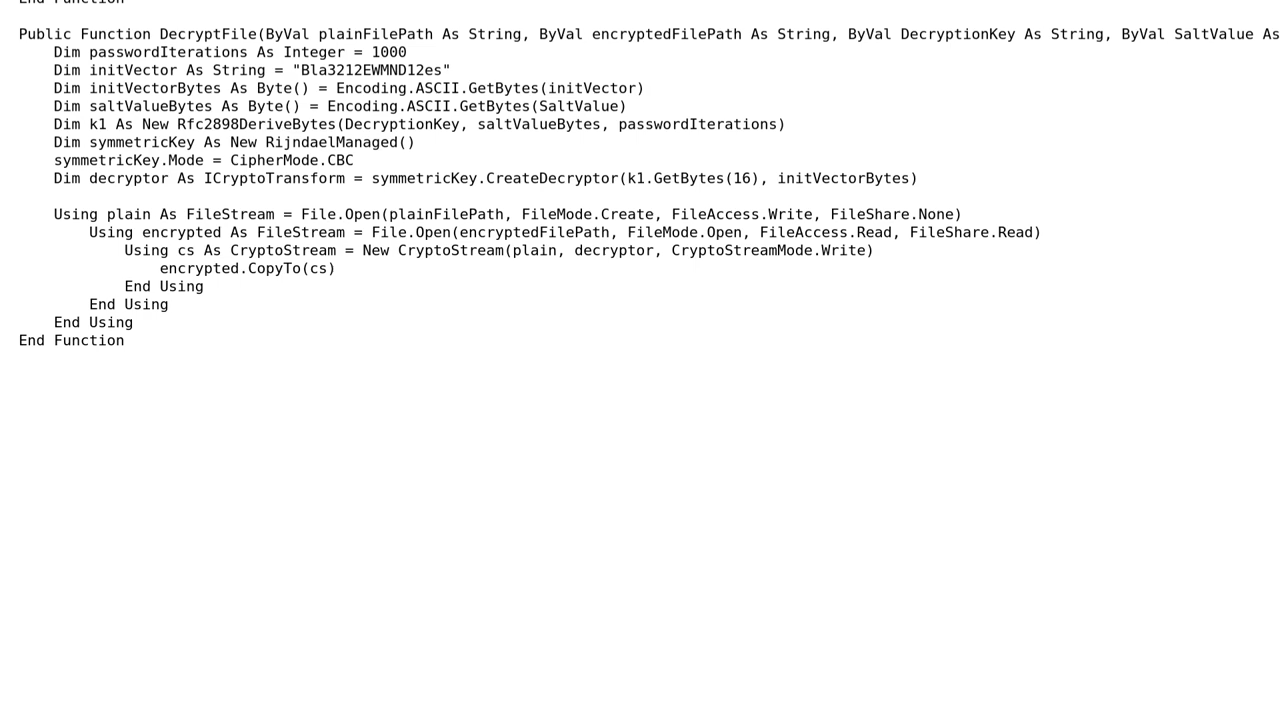 End Function
Public Function DecryptFile(ByVal plainFilePath As String, ByVal encryptedFilePath As String, ByVal DecryptionKey As String, ByVal SaltValue As
    Dim passwordIterations As Integer = 1000
    Dim initVector As String = "Bla3212EWMND12es"
    Dim initVectorBytes As Byte() = Encoding.ASCII.GetBytes(initVector)
    Dim saltValueBytes As Byte() = Encoding.ASCII.GetBytes(SaltValue)
    Dim k1 As New Rfc2898DeriveBytes(DecryptionKey, saltValueBytes, passwordIterations)
    Dim symmetricKey As New RijndaelManaged()
    symmetricKey.Mode = CipherMode.CBC
    Dim decryptor As ICryptoTransform = symmetricKey.CreateDecryptor(k1.GetBytes(16), initVectorBytes)
    Using plain As FileStream = File.Open(plainFilePath, FileMode.Create, FileAccess.Write, FileShare.None)
        Using encrypted As FileStream = File.Open(encryptedFilePath, FileMode.Open, FileAccess.Read, FileShare.Read)
            Using cs As CryptoStream = New CryptoStream(plain, decryptor, CryptoStreamMode.Write)
                encrypted.CopyTo(cs)
            End Using
        End Using
    End Using
End Function